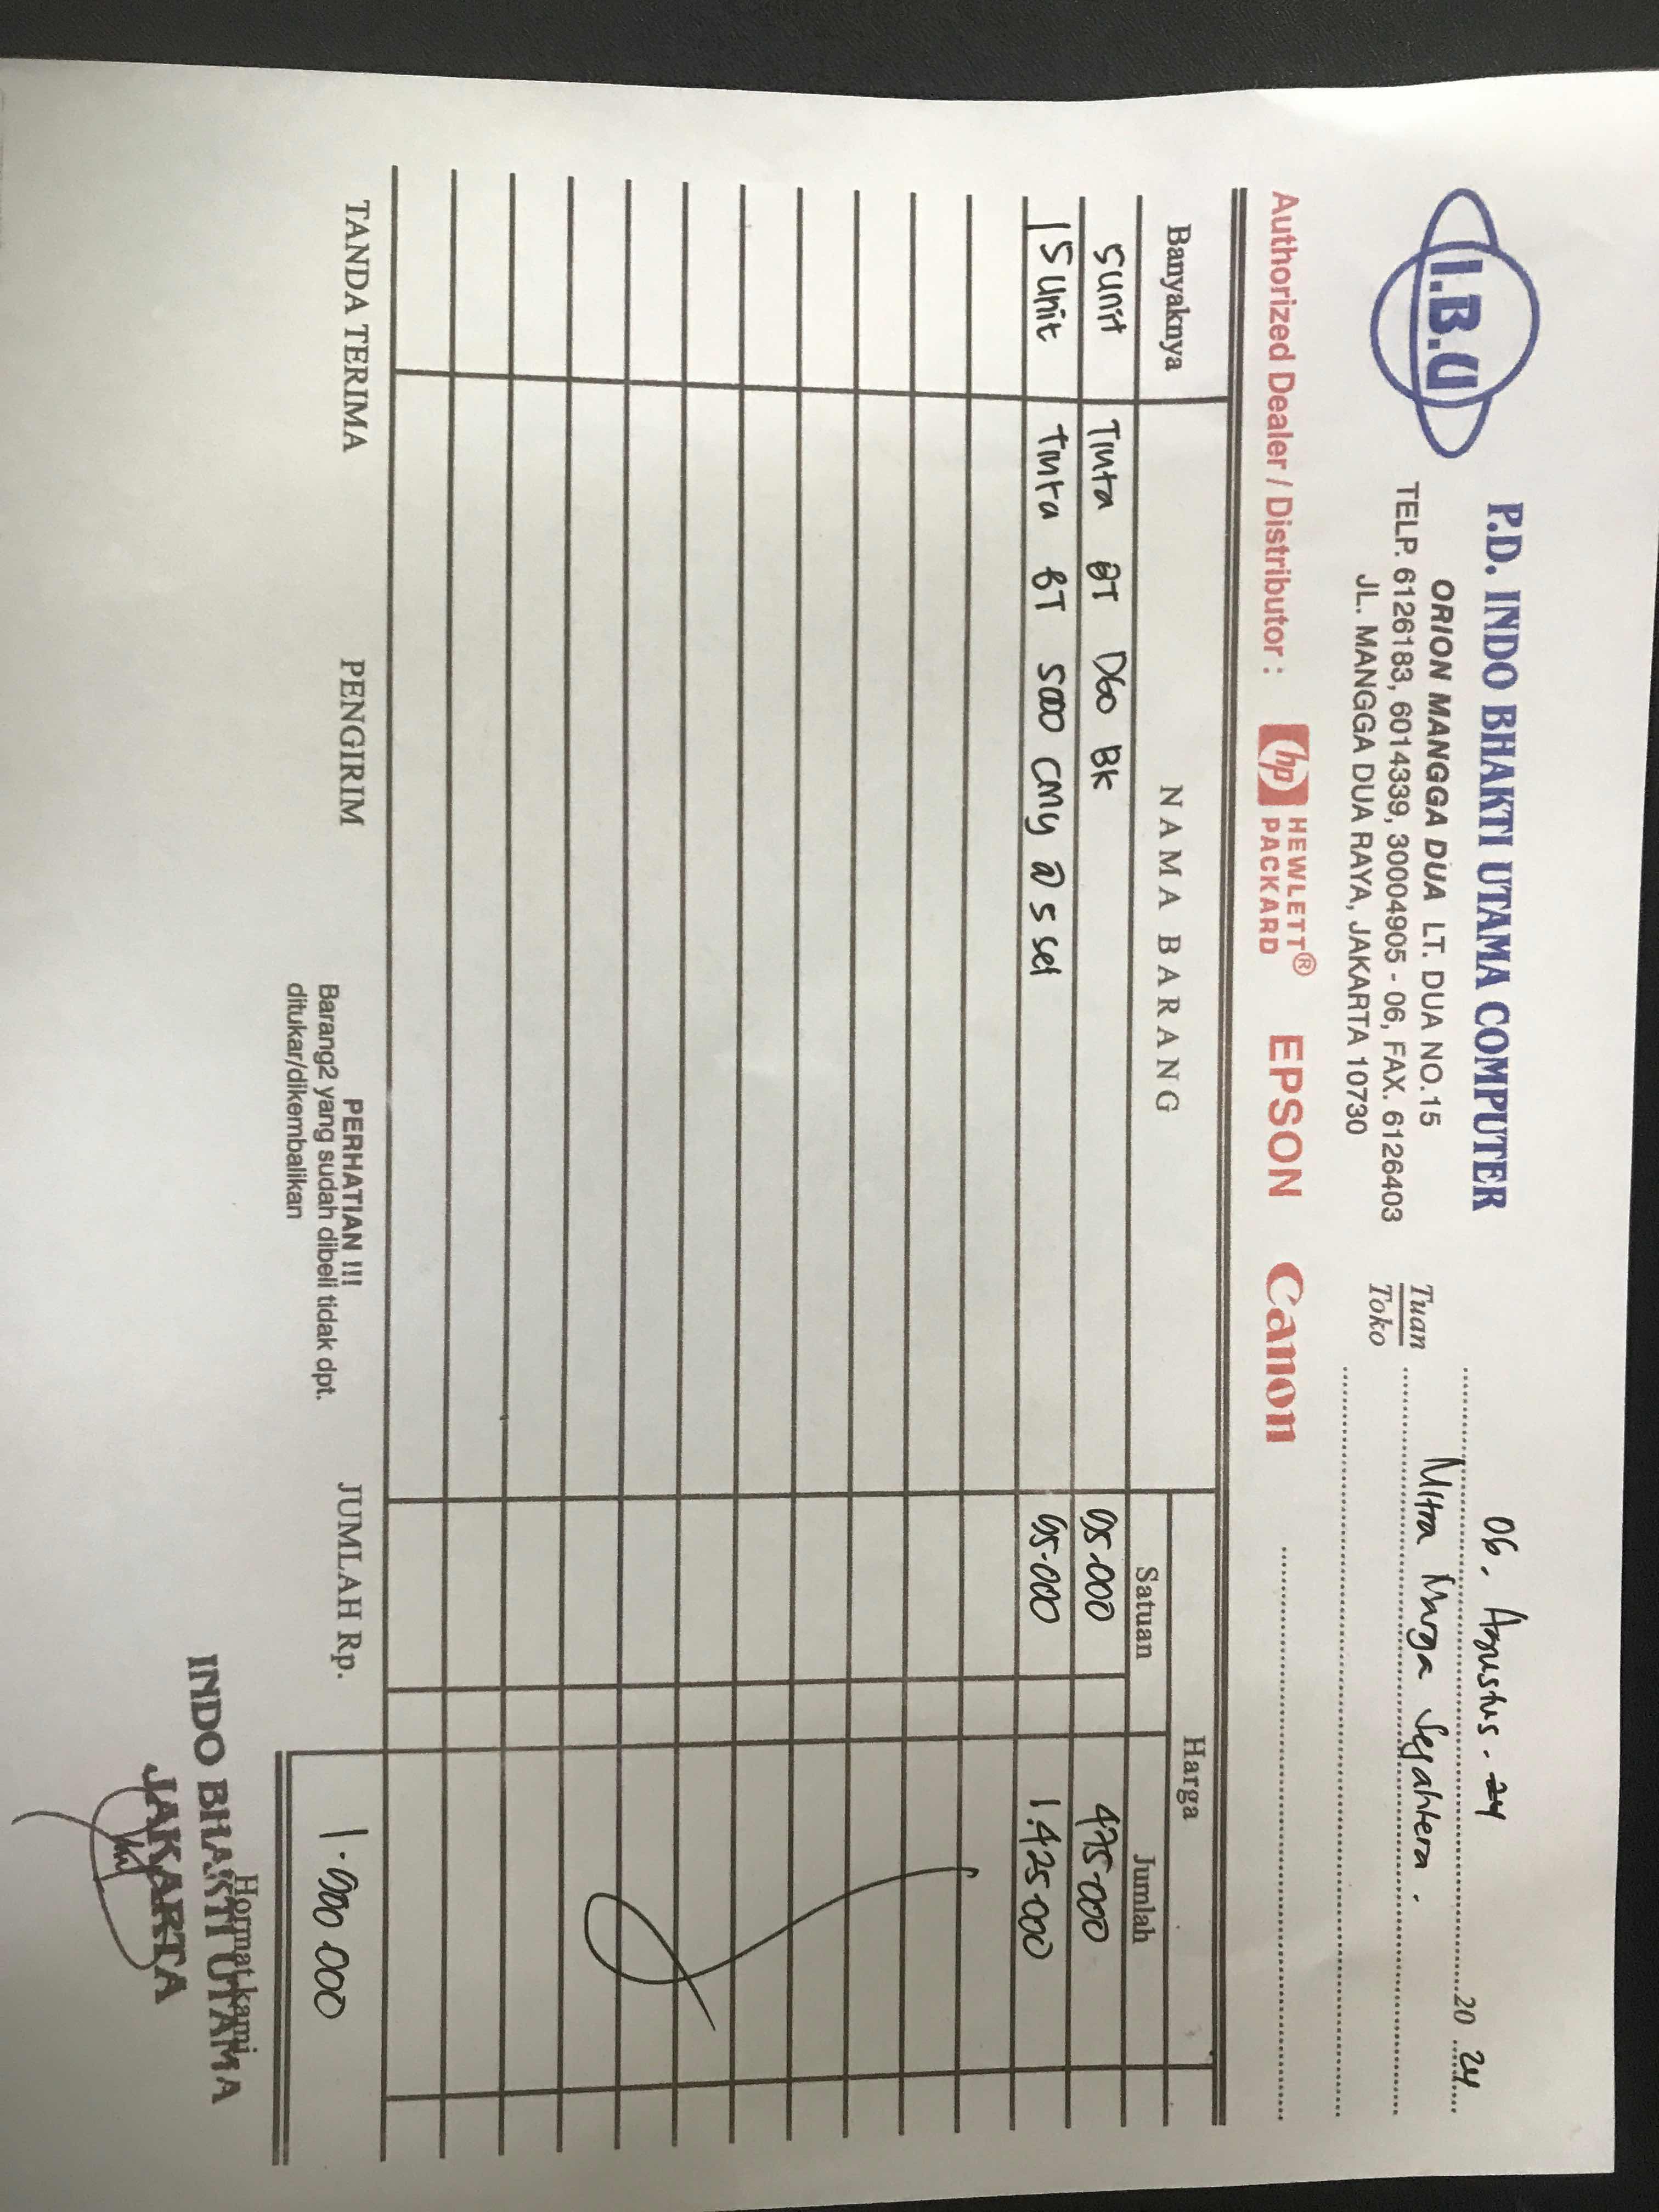 I.B.U
P.D. INDO BHAKTI UTAMA COMPUTER
ORION MANGGA DUA LT. DUA NO.15
TELP. 6126183, 6014339, 30004905 - 06, FAX. 6126403
JL. MANGGA DUA RAYA, JAKARTA 10730
06. Agustus. 24 20 24
Tuan Mitra Marga Sejahtera.
Toko
Authorized Dealer / Distributor : hp HEWLETT® PACKARD EPSON Canon
Banyaknya NAMA BARANG Harga
Satuan Jumlah
5 unit Tinta BT D60 BK 95.000 475.000
15 unit tinta BT 5000 CMY @ 5 set 95.000 1.425.000
TANDA TERIMA PENGIRIM PERHATIAN !!! JUMLAH Rp. 1.900.000
Barang2 yang sudah dibeli tidak dpt.
ditukar/dikembalikan
Hormat kami
INDO BHAKTI UTAMA
JAKARTA